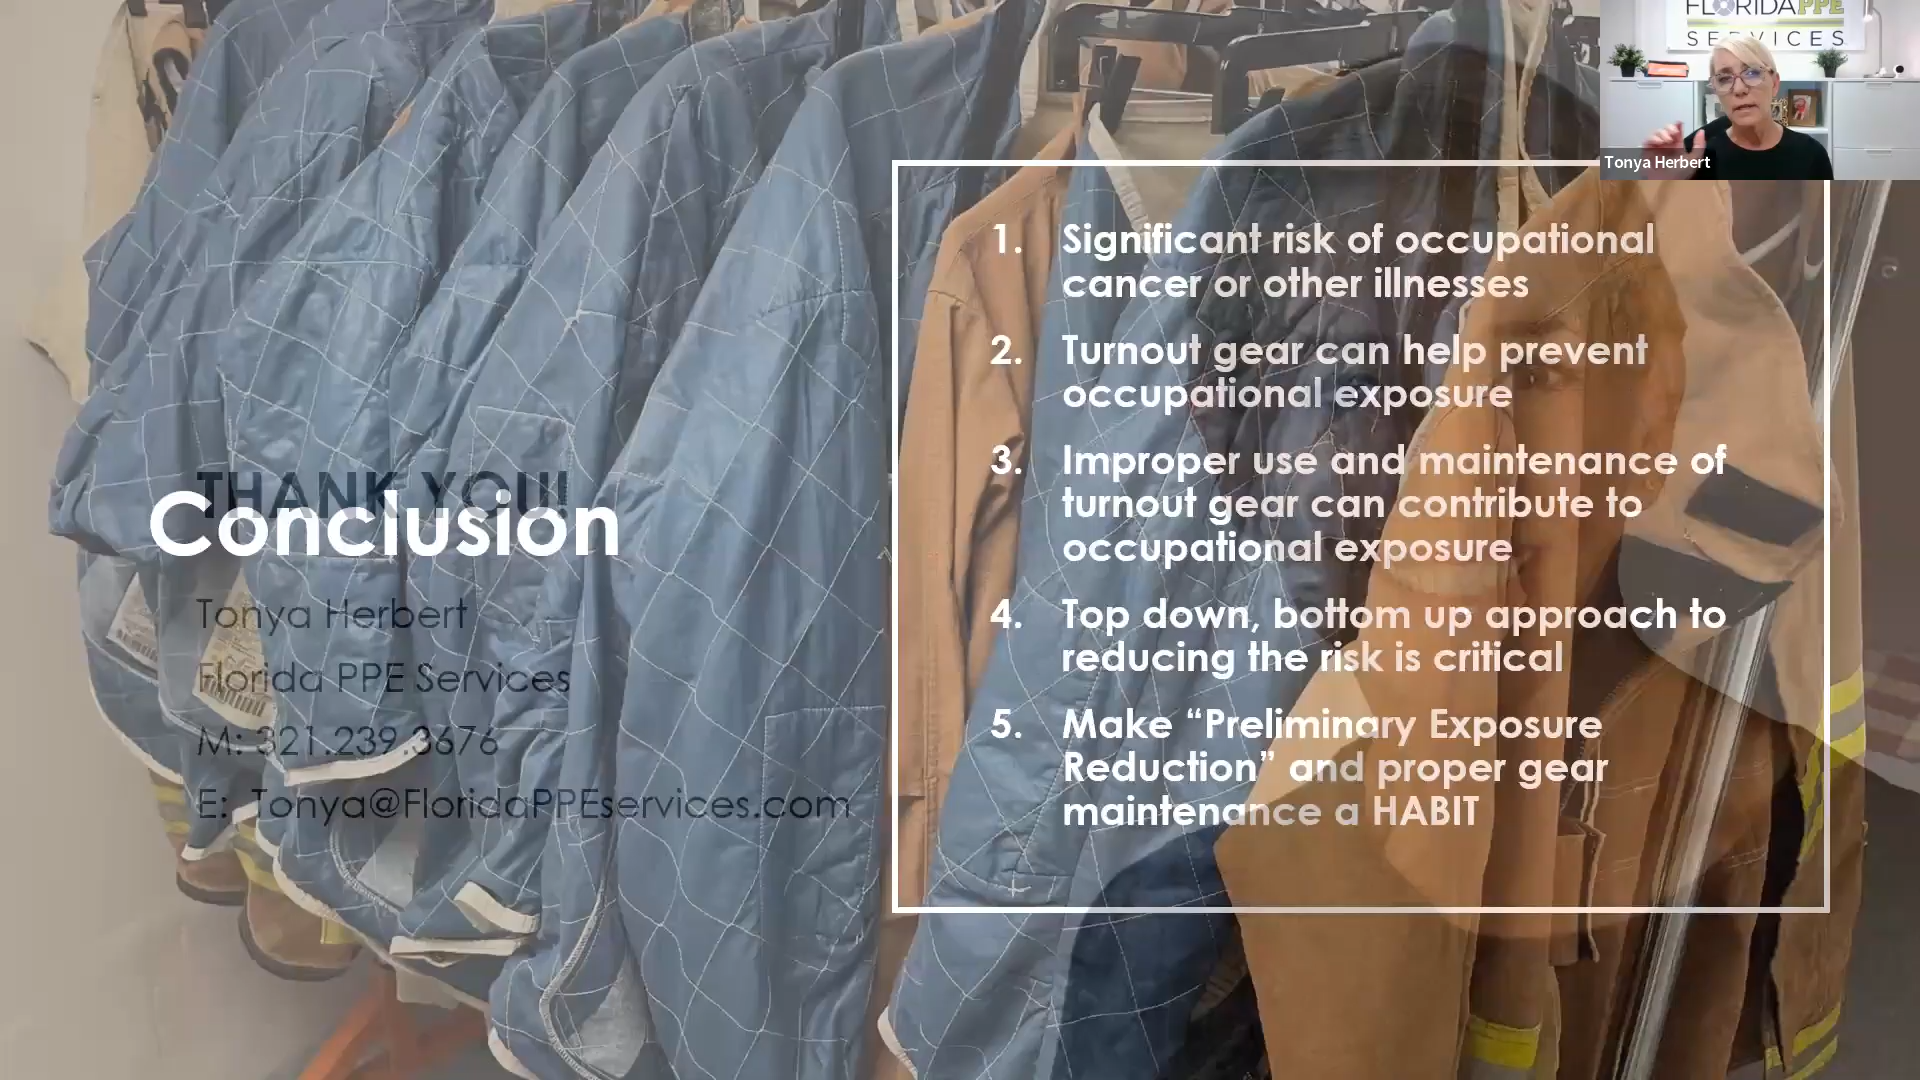 FLORIDAPPE
SERVICES
Tonya Herbert
THANK YOU!
Conclusion
Tonya Herbert
Florida PPE Services
M: 321.239.3676
E: Tonya@FloridaPPEservices.com
1. Significant risk of occupational
cancer or other illnesses
2. Turnout gear can help prevent
occupational exposure
3. Improper use and maintenance of
turnout gear can contribute to
occupational exposure
4. Top down, bottom up approach to
reducing the risk is critical
5. Make “Preliminary Exposure
Reduction” and proper gear
maintenance a HABIT